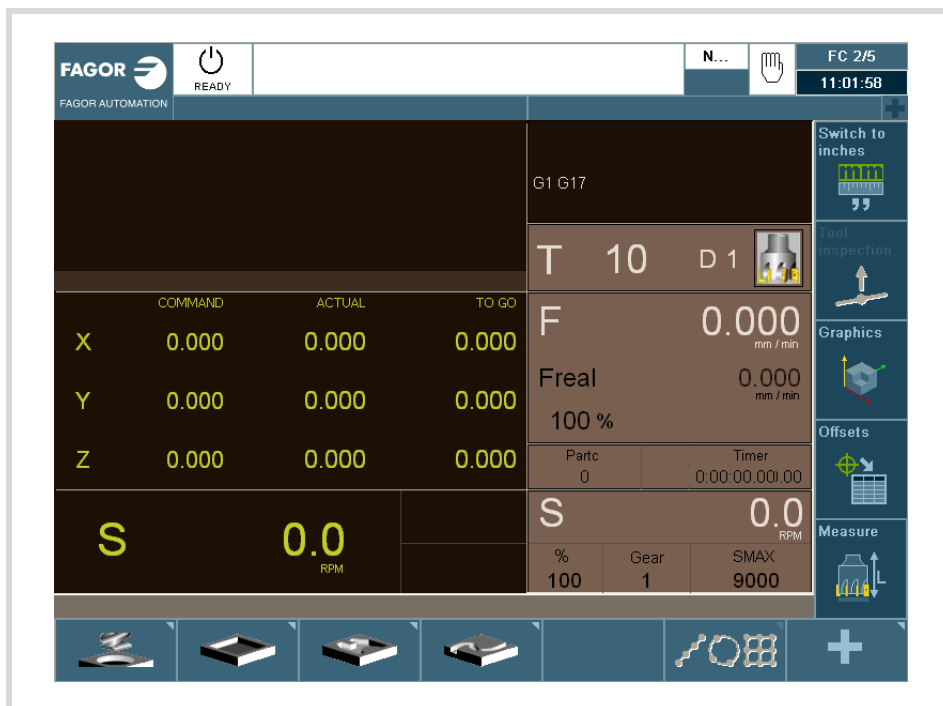 FAGOR
READY
N...
FC 2/5
11:01:58
FAGOR AUTOMATION
Switch to
inches
mm
G1 G17
T 10 D 1
Tool
inspection
COMMAND ACTUAL TO GO
X 0.000 0.000 0.000
Y 0.000 0.000 0.000
Z 0.000 0.000 0.000
F 0.000
mm / min
Freal 0.000
mm / min
100 %
Graphics
Partc Timer
0 0:00:00.00
Offsets
S 0.0
RPM
S 0.0
RPM
% Gear SMAX
100 1 9000
Measure
L